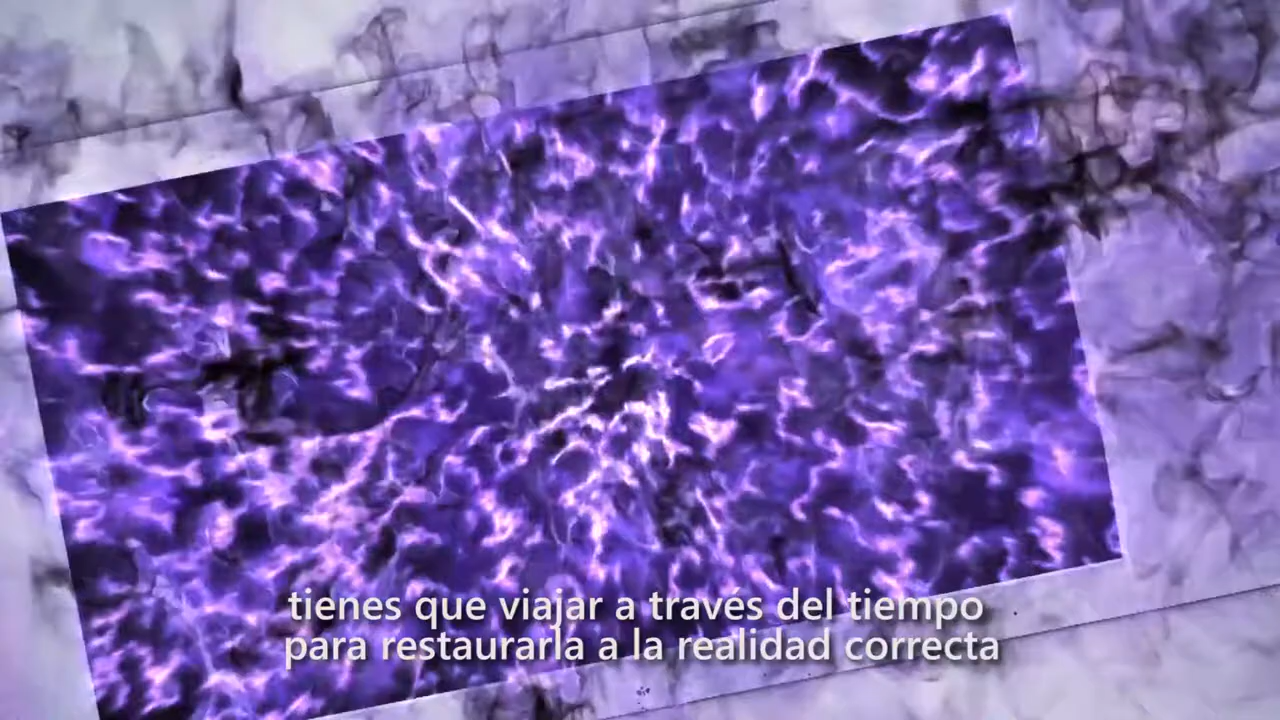 tienes que viajar a través del tiempo
para restaurarla a la realidad correcta